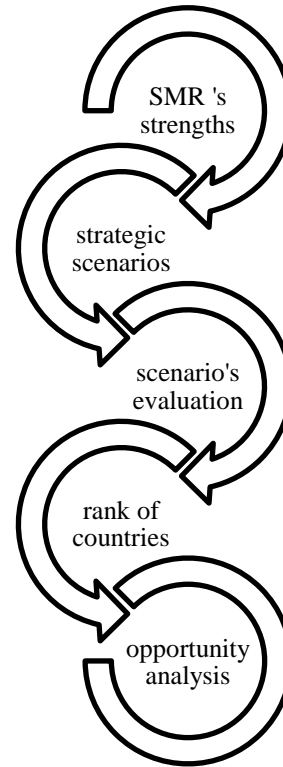 SMR 's
strengths
strategic
scenarios
scenario's
evaluation
rank of
countries
opportunity
analysis